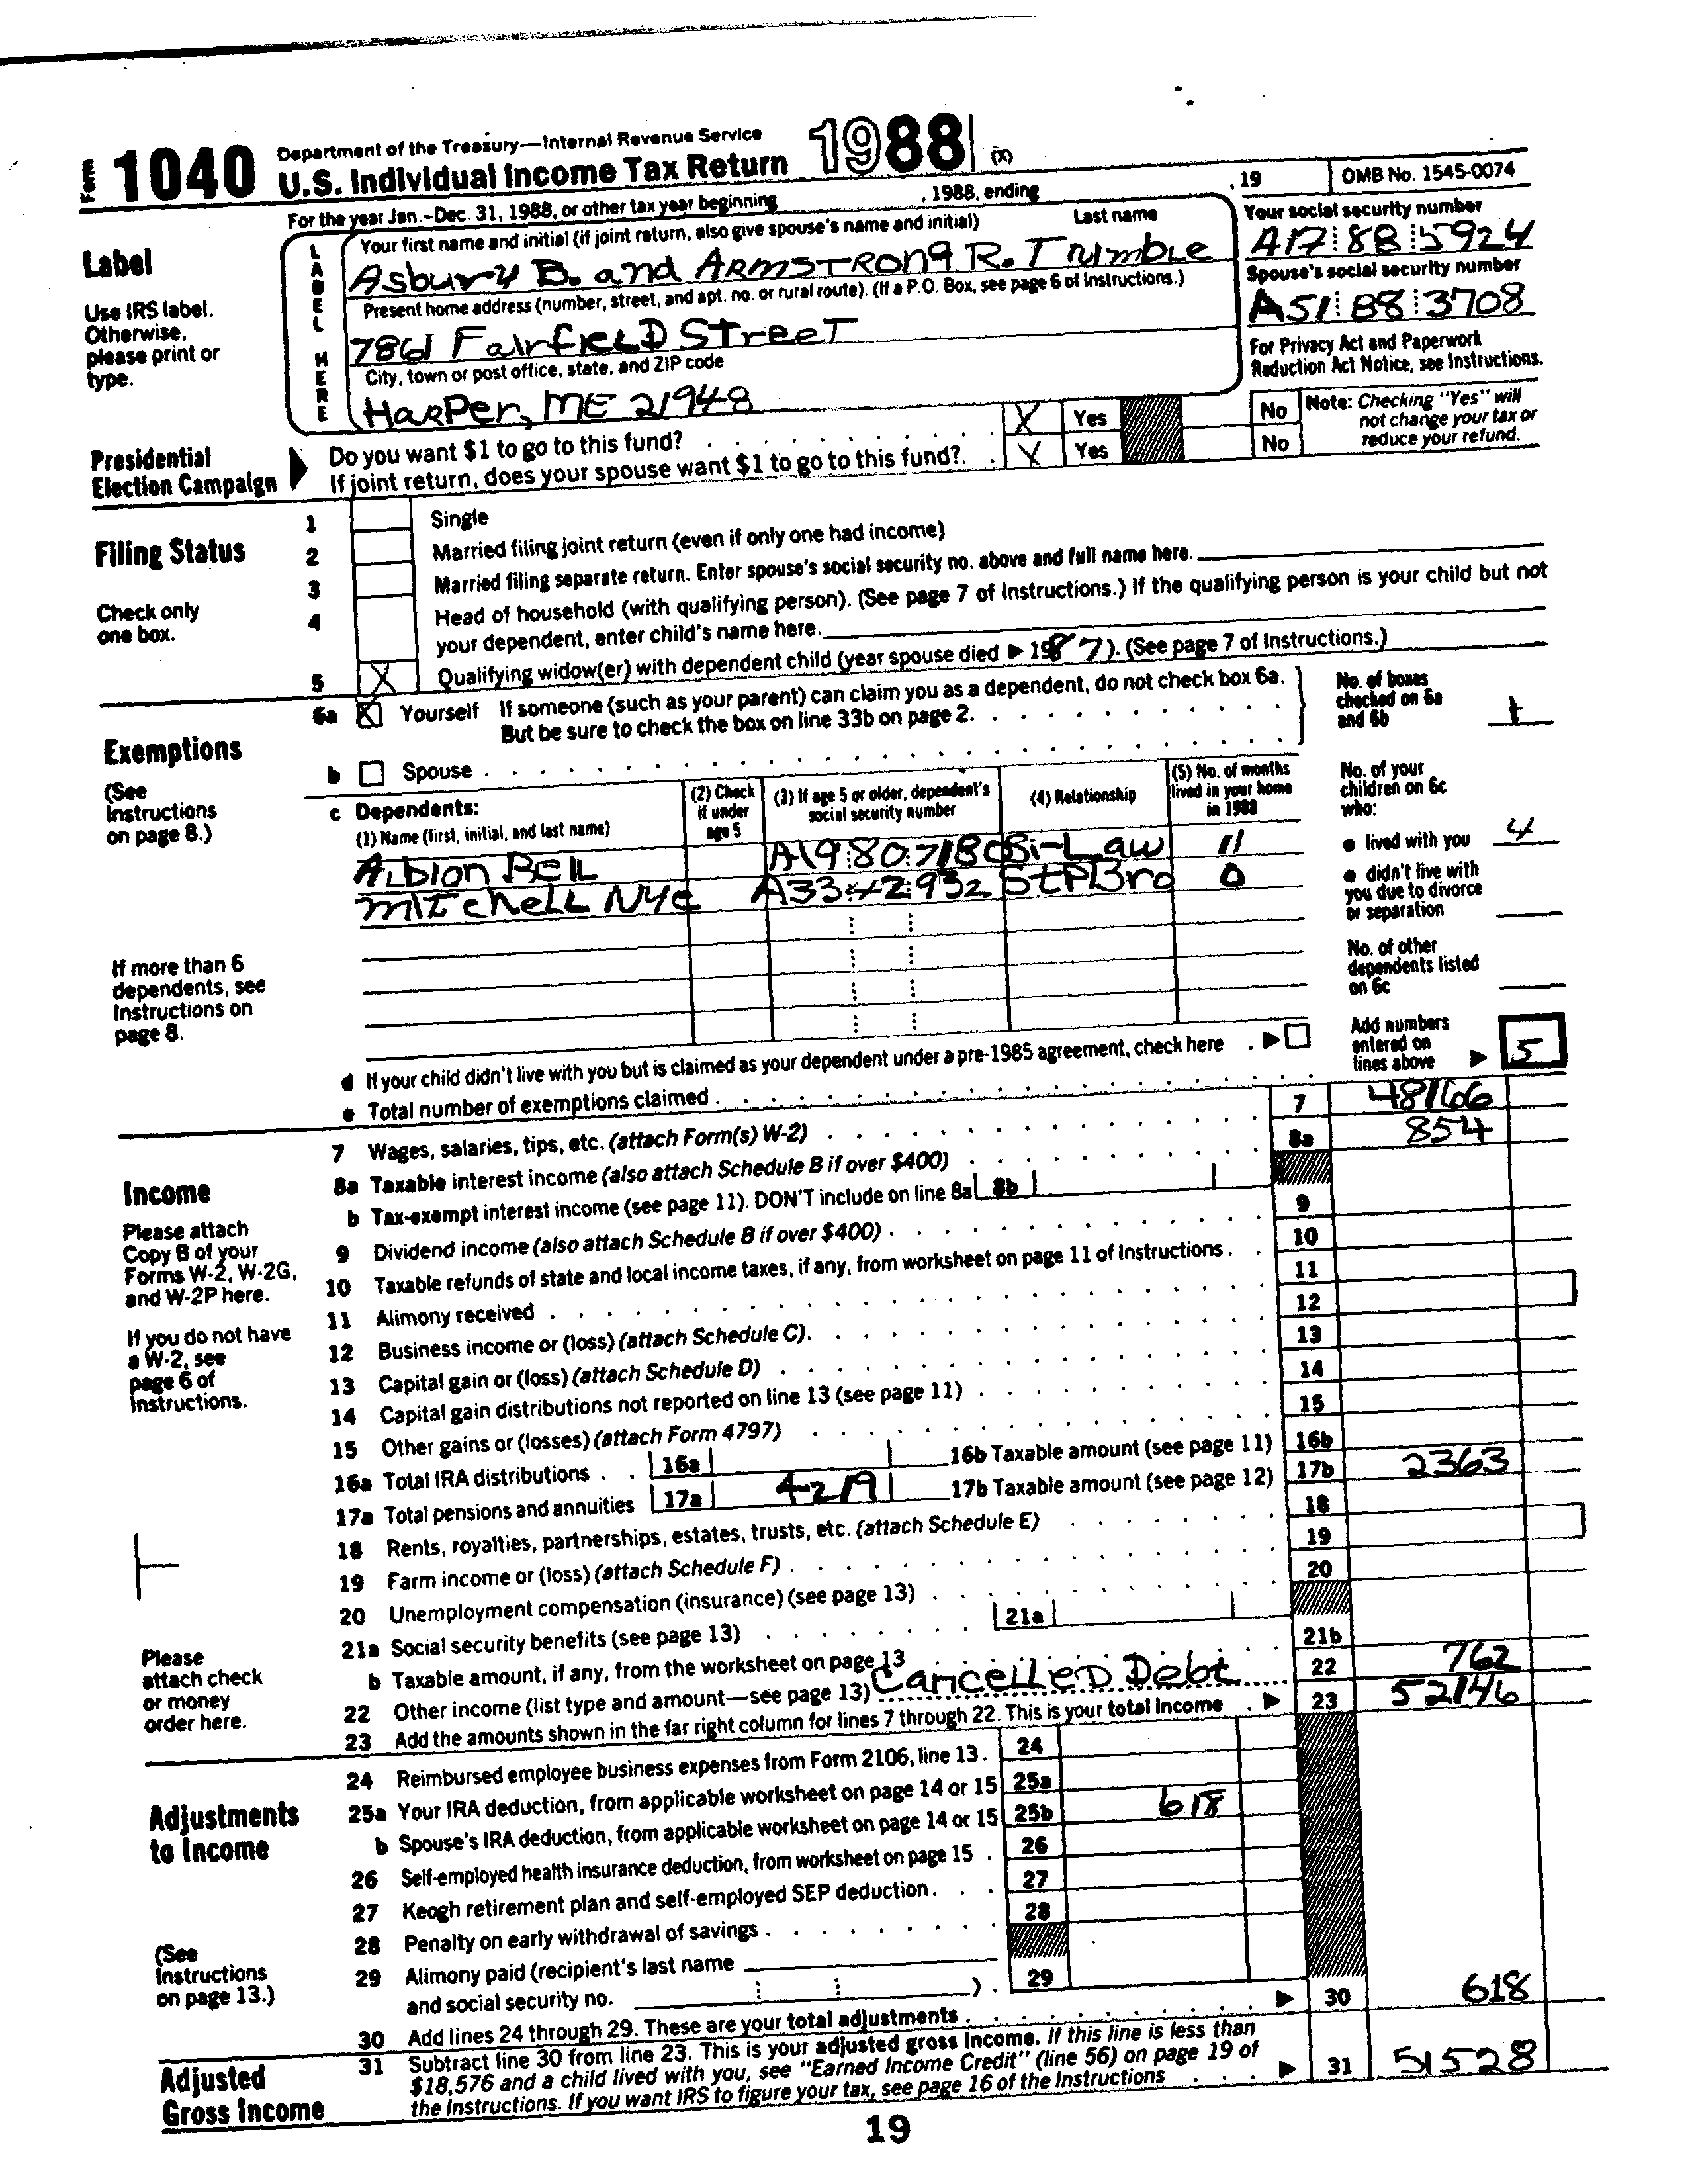 Form 1040 Department of the Treasury—Internal Revenue Service
U.S. Individual Income Tax Return 1988 (X)
For the year Jan.–Dec. 31, 1988, or other tax year beginning , 1988, ending , 19 OMB No. 1545-0074
Label
Use IRS label. Otherwise, please print or type.
LABEL HERE
Your first name and initial (if joint return, also give spouse's name and initial) Last name
Asbury B. and ARMSTRONG R. Trumble
Your social security number
A17 88 5924
Present home address (number, street, and apt. no. or rural route). (If a P.O. Box, see page 6 of Instructions.)
7861 FairfieLD Street
Spouse's social security number
A51 88 3708
City, town or post office, state, and ZIP code
HarPer, ME 21948
For Privacy Act and Paperwork Reduction Act Notice, see Instructions.
Presidential Election Campaign
Do you want $1 to go to this fund? X Yes No
If joint return, does your spouse want $1 to go to this fund? X Yes No
Note: Checking "Yes" will not change your tax or reduce your refund.
Filing Status
Check only one box.
1 Single
2 Married filing joint return (even if only one had income)
3 Married filing separate return. Enter spouse's social security no. above and full name here.
4 Head of household (with qualifying person). (See page 7 of Instructions.) If the qualifying person is your child but not
your dependent, enter child's name here.
5 X Qualifying widow(er) with dependent child (year spouse died ▶ 1987). (See page 7 of Instructions.)
Exemptions
(See Instructions on page 8.)
6a X Yourself If someone (such as your parent) can claim you as a dependent, do not check box 6a.
But be sure to check the box on line 33b on page 2.
b Spouse
No. of boxes checked on 6a and 6b 1
c Dependents:
(1) Name (first, initial, and last name) (2) Check if under age 5 (3) If age 5 or older, dependent's social security number (4) Relationship (5) No. of months lived in your home in 1988
Albion Bell A19 80 7180 Si-Law 11
Mitchell Nye A33 42 932 StPBro 0
No. of your children on 6c who:
● lived with you 4
● didn't live with you due to divorce or separation
No. of other dependents listed on 6c
If more than 6 dependents, see Instructions on page 8.
d If your child didn't live with you but is claimed as your dependent under a pre-1985 agreement, check here ▶
e Total number of exemptions claimed
Add numbers entered on lines above ▶ 5
Income
Please attach Copy B of your Forms W-2, W-2G, and W-2P here.
If you do not have a W-2, see page 6 of Instructions.
Please attach check or money order here.
7 Wages, salaries, tips, etc. (attach Form(s) W-2) 7 48166
8a Taxable interest income (also attach Schedule B if over $400) 8a 854
b Tax-exempt interest income (see page 11). DON'T include on line 8a 8b
9 Dividend income (also attach Schedule B if over $400) 9
10 Taxable refunds of state and local income taxes, if any, from worksheet on page 11 of Instructions 10
11 Alimony received 11
12 Business income or (loss) (attach Schedule C) 12
13 Capital gain or (loss) (attach Schedule D) 13
14 Capital gain distributions not reported on line 13 (see page 11) 14
15 Other gains or (losses) (attach Form 4797) 15
16a Total IRA distributions 16a 16b Taxable amount (see page 11) 16b
17a Total pensions and annuities 17a 4219 17b Taxable amount (see page 12) 17b 2363
18 Rents, royalties, partnerships, estates, trusts, etc. (attach Schedule E) 18
19 Farm income or (loss) (attach Schedule F) 19
20 Unemployment compensation (insurance) (see page 13) 20
21a Social security benefits (see page 13) 21a
b Taxable amount, if any, from the worksheet on page 13 21b
22 Other income (list type and amount—see page 13) Cancelled Debt 22 762
23 Add the amounts shown in the far right column for lines 7 through 22. This is your total income ▶ 23 52146
Adjustments to Income
(See Instructions on page 13.)
24 Reimbursed employee business expenses from Form 2106, line 13. 24
25a Your IRA deduction, from applicable worksheet on page 14 or 15 25a
b Spouse's IRA deduction, from applicable worksheet on page 14 or 15 25b 618
26 Self-employed health insurance deduction, from worksheet on page 15 26
27 Keogh retirement plan and self-employed SEP deduction 27
28 Penalty on early withdrawal of savings 28
29 Alimony paid (recipient's last name
and social security no. ) 29
30 Add lines 24 through 29. These are your total adjustments ▶ 30 618
Adjusted Gross Income
31 Subtract line 30 from line 23. This is your adjusted gross income. If this line is less than
$18,576 and a child lived with you, see "Earned Income Credit" (line 56) on page 19 of
the Instructions. If you want IRS to figure your tax, see page 16 of the Instructions ▶ 31 51528
19